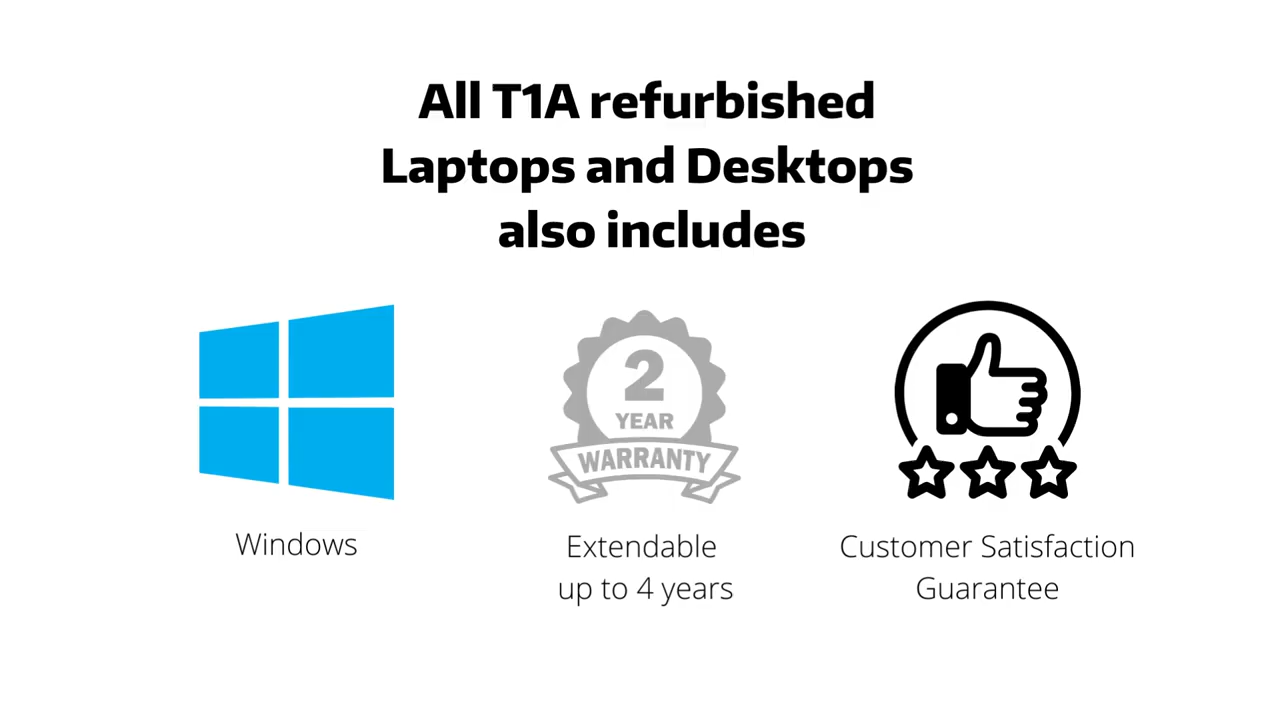 All T1A refurbished
Laptops and Desktops
also includes
2
YEAR
WARRANTY
Windows
Extendable
up to 4 years
Customer Satisfaction
Guarantee